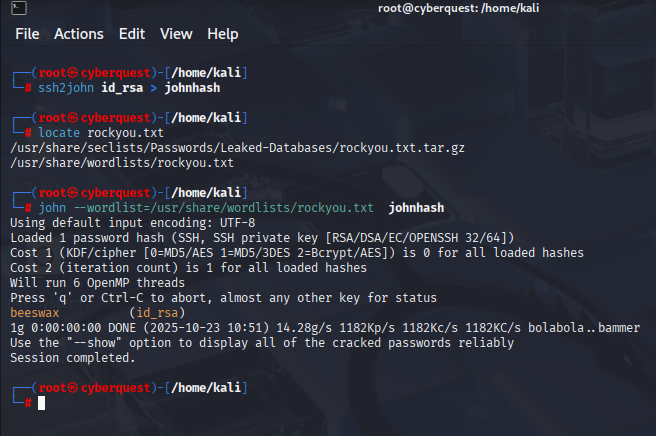 root@cyberquest: /home/kali
File Actions Edit View Help
┌──(root㉿cyberquest)-[/home/kali]
└─# ssh2john id_rsa > johnhash
┌──(root㉿cyberquest)-[/home/kali]
└─# locate rockyou.txt
/usr/share/seclists/Passwords/Leaked-Databases/rockyou.txt.tar.gz
/usr/share/wordlists/rockyou.txt
┌──(root㉿cyberquest)-[/home/kali]
└─# john --wordlist=/usr/share/wordlists/rockyou.txt  johnhash
Using default input encoding: UTF-8
Loaded 1 password hash (SSH, SSH private key [RSA/DSA/EC/OPENSSH 32/64])
Cost 1 (KDF/cipher [0=MD5/AES 1=MD5/3DES 2=Bcrypt/AES]) is 0 for all loaded hashes
Cost 2 (iteration count) is 1 for all loaded hashes
Will run 6 OpenMP threads
Press 'q' or Ctrl-C to abort, almost any other key for status
beeswax          (id_rsa)
1g 0:00:00:00 DONE (2025-10-23 10:51) 14.28g/s 1182Kp/s 1182Kc/s 1182KC/s bolabola..bammer
Use the "--show" option to display all of the cracked passwords reliably
Session completed.
┌──(root㉿cyberquest)-[/home/kali]
└─#